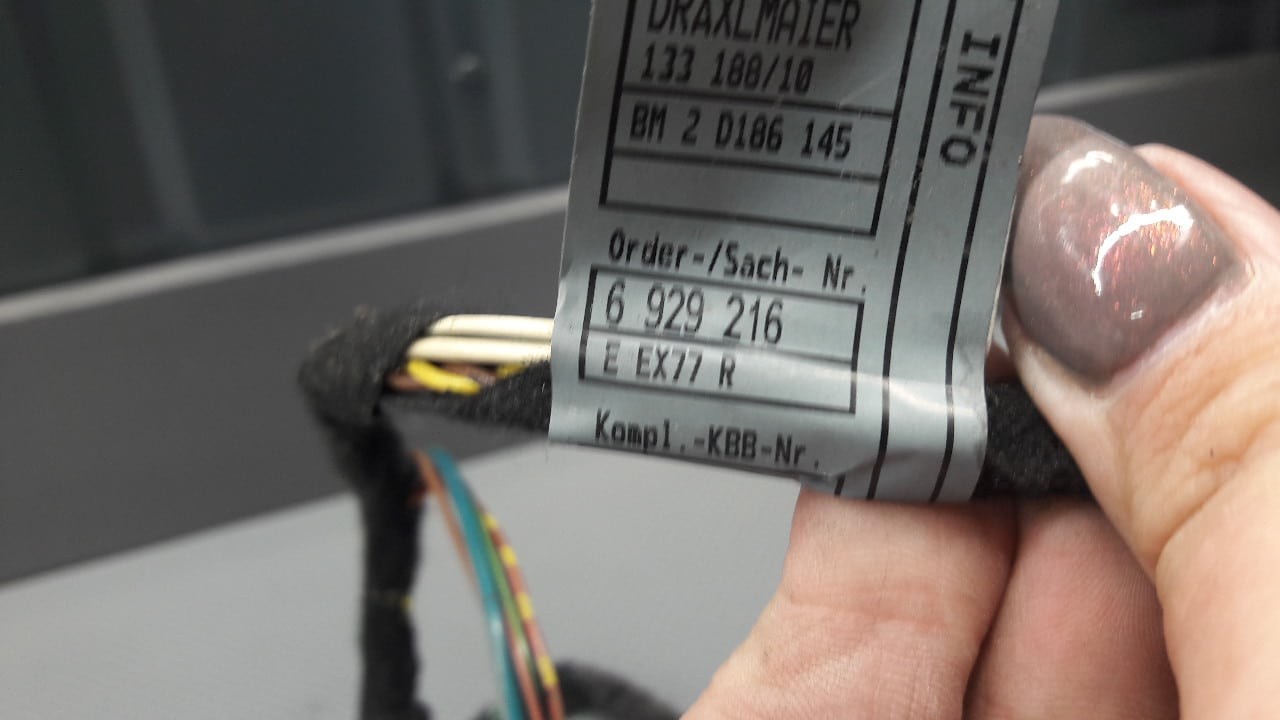 DRAXLMAIER
133 188/10
BM 2 D186 145
Order-/Sach- Nr.
6 929 216
E EX77 R
Kompl.-KBB-Nr.
INFO